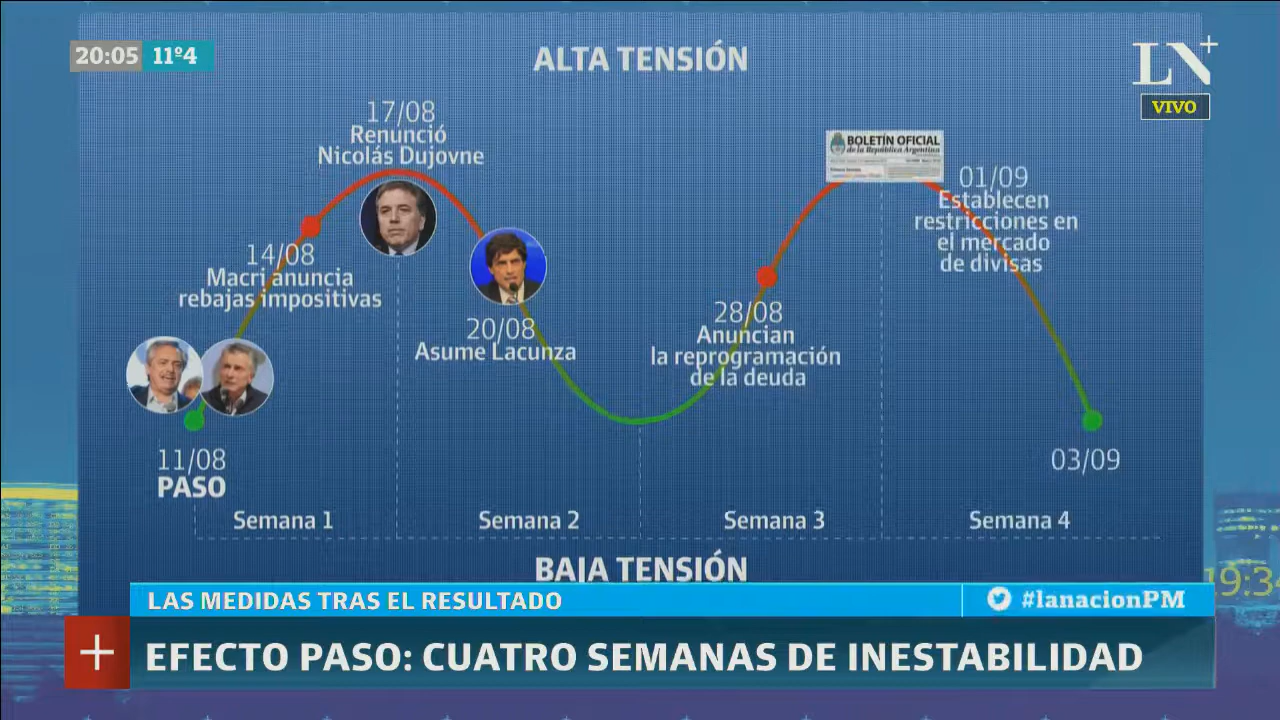 20:05 11º4
LN+
VIVO
ALTA TENSIÓN
17/08
Renunció
Nicolás Dujovne
BOLETÍN OFICIAL
de la República Argentina
01/09
Establecen
restricciones en
el mercado
de divisas
14/08
Macri anuncia
rebajas impositivas
20/08
Asume Lacunza
28/08
Anuncian
la reprogramación
de la deuda
11/08
PASO
03/09
Semana 1
Semana 2
Semana 3
Semana 4
BAJA TENSIÓN
LAS MEDIDAS TRAS EL RESULTADO
#lanacionPM
EFECTO PASO: CUATRO SEMANAS DE INESTABILIDAD